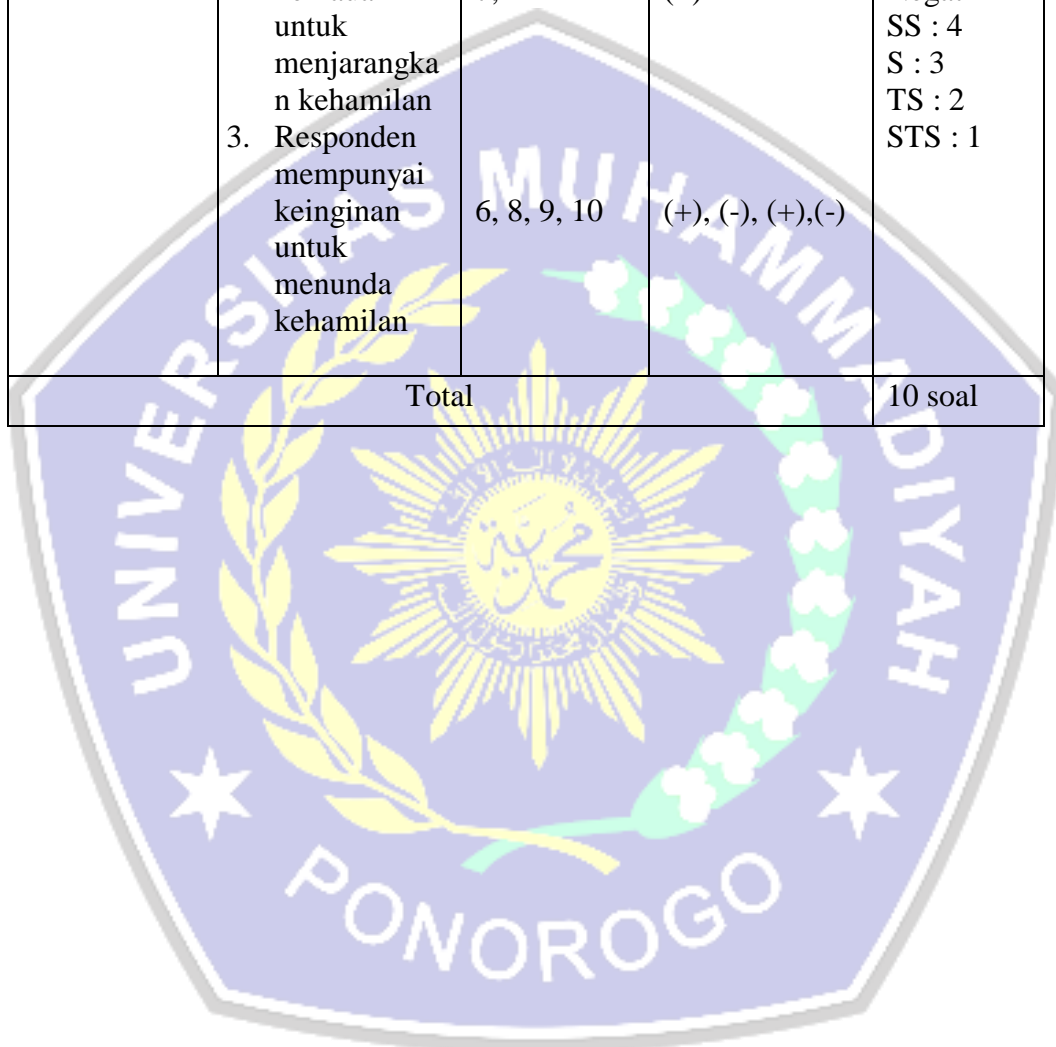 untuk
menjarangka
n kehamilan
3. Responden
mempunyai
keinginan
untuk
menunda
kehamilan
6, 8, 9, 10
(+), (-), (+),(-)
SS : 4
S : 3
TS : 2
STS : 1
Total
10 soal
UNIVERSITAS MUHAMMADIYAH
PONOROGO